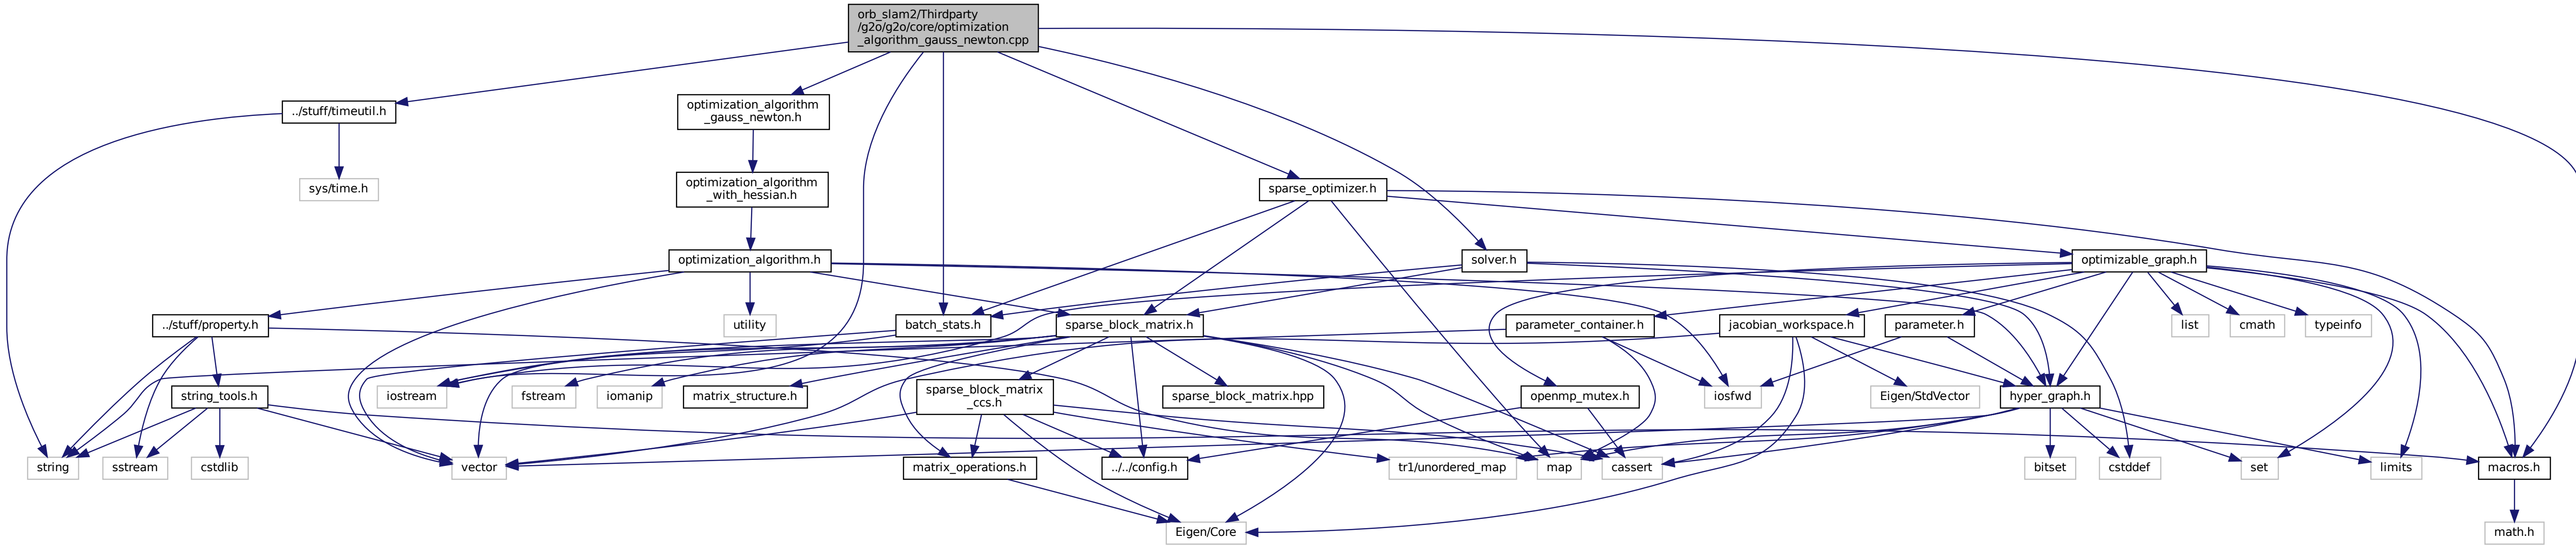 orb_slam2/Thirdparty
/g2o/g2o/core/optimization
_algorithm_gauss_newton.cpp
../stuff/timeutil.h
optimization_algorithm
_gauss_newton.h
sys/time.h
optimization_algorithm
_with_hessian.h
sparse_optimizer.h
optimization_algorithm.h
solver.h
optimizable_graph.h
../stuff/property.h
utility
batch_stats.h
sparse_block_matrix.h
parameter_container.h
jacobian_workspace.h
parameter.h
list
cmath
typeinfo
string_tools.h
iostream
fstream
iomanip
matrix_structure.h
sparse_block_matrix
_ccs.h
sparse_block_matrix.hpp
openmp_mutex.h
iosfwd
Eigen/StdVector
hyper_graph.h
string
sstream
cstdlib
vector
matrix_operations.h
../../config.h
tr1/unordered_map
map
cassert
bitset
cstddef
set
limits
macros.h
Eigen/Core
math.h